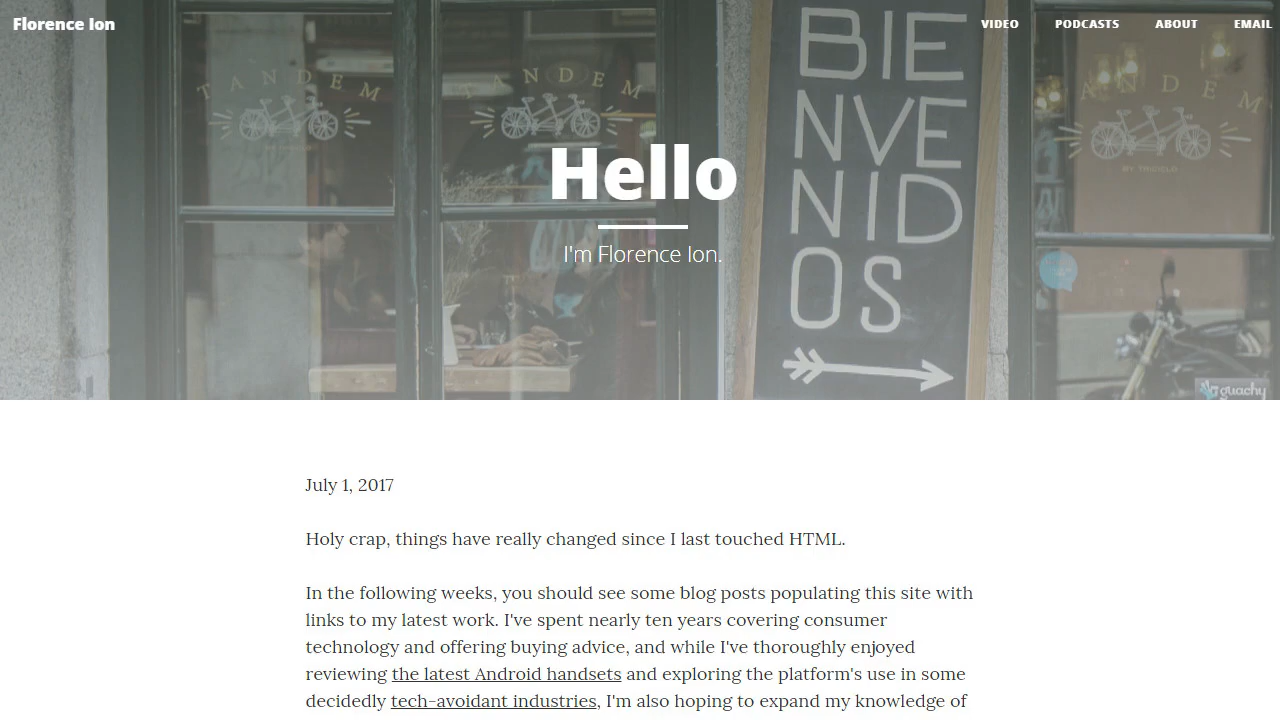 Florence Ion
VIDEO PODCASTS ABOUT EMAIL
TANDEM
TANDEM
TANDEM
BY TRICICLO
BIE
NVE
NID
OS
guachy
Hello
I'm Florence Ion.
July 1, 2017
Holy crap, things have really changed since I last touched HTML.
In the following weeks, you should see some blog posts populating this site with
links to my latest work. I've spent nearly ten years covering consumer
technology and offering buying advice, and while I've thoroughly enjoyed
reviewing the latest Android handsets and exploring the platform's use in some
decidedly tech-avoidant industries, I'm also hoping to expand my knowledge of